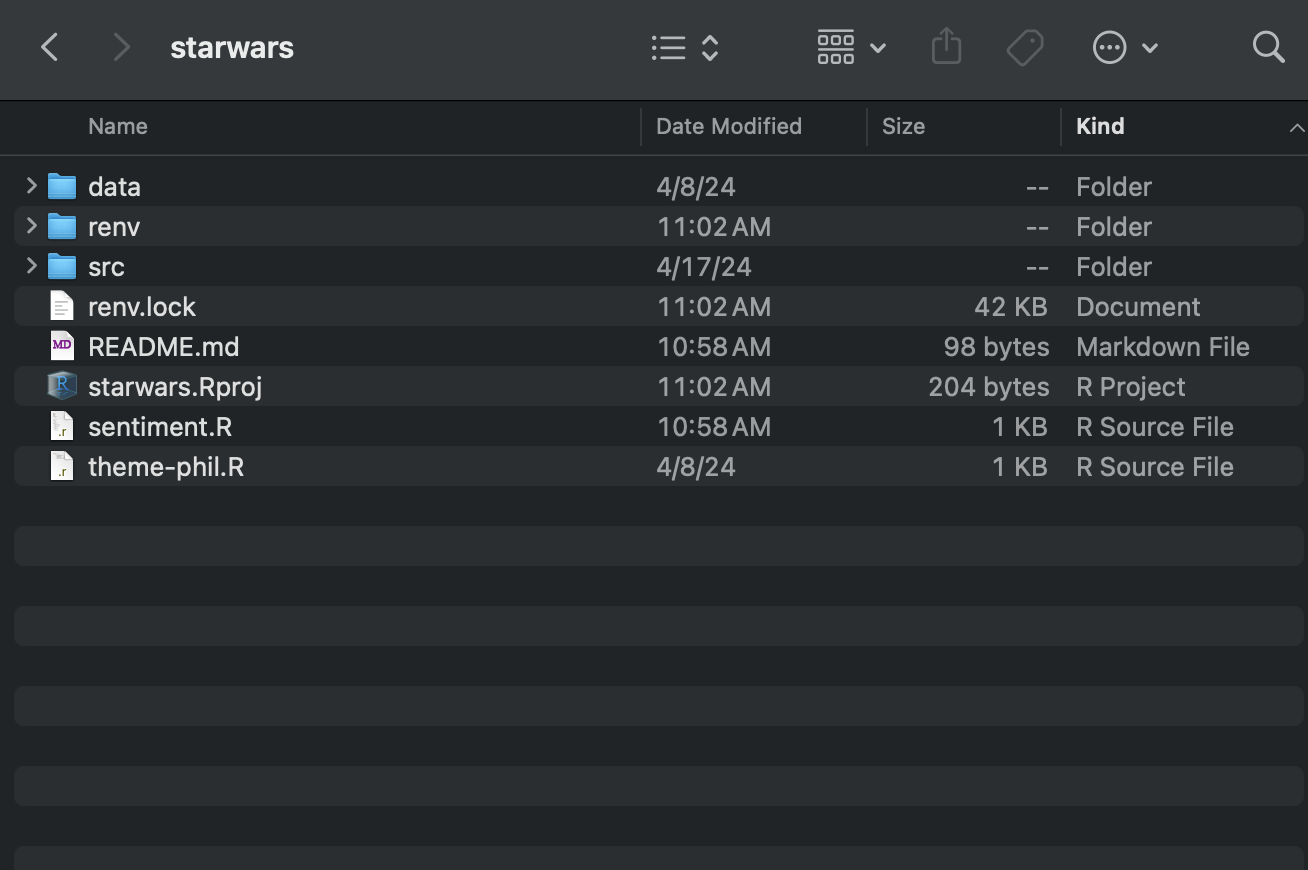 starwars
Name Date Modified Size Kind
data 4/8/24 -- Folder
renv 11:02 AM -- Folder
src 4/17/24 -- Folder
renv.lock 11:02 AM 42 KB Document
MD README.md 10:58 AM 98 bytes Markdown File
R starwars.Rproj 11:02 AM 204 bytes R Project
.r sentiment.R 10:58 AM 1 KB R Source File
.r theme-phil.R 4/8/24 1 KB R Source File